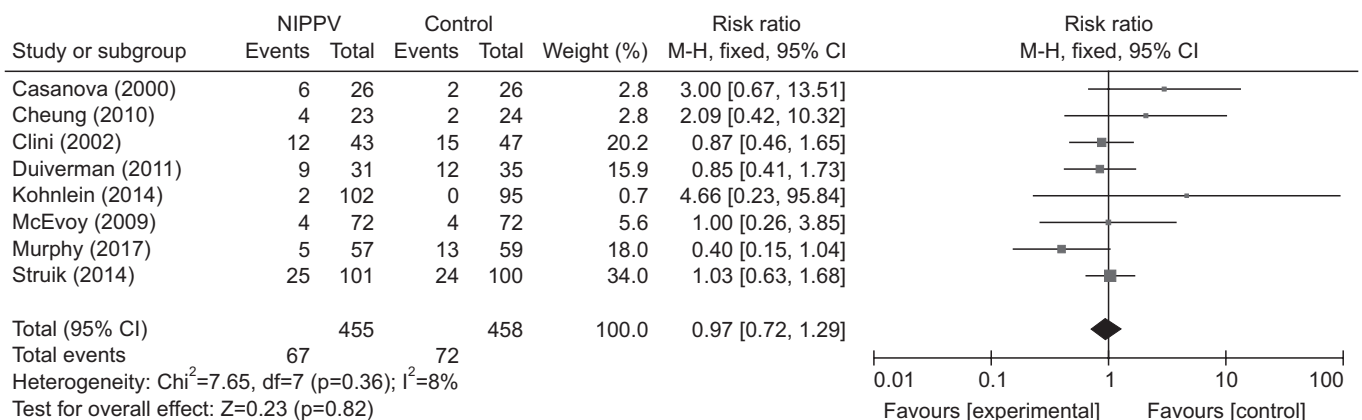 NIPPV Control Risk ratio Risk ratio
Study or subgroup Events Total Events Total Weight (%) M-H, fixed, 95% CI M-H, fixed, 95% CI
Casanova (2000) 6 26 2 26 2.8 3.00 [0.67, 13.51]
Cheung (2010) 4 23 2 24 2.8 2.09 [0.42, 10.32]
Clini (2002) 12 43 15 47 20.2 0.87 [0.46, 1.65]
Duiverman (2011) 9 31 12 35 15.9 0.85 [0.41, 1.73]
Kohnlein (2014) 2 102 0 95 0.7 4.66 [0.23, 95.84]
McEvoy (2009) 4 72 4 72 5.6 1.00 [0.26, 3.85]
Murphy (2017) 5 57 13 59 18.0 0.40 [0.15, 1.04]
Struik (2014) 25 101 24 100 34.0 1.03 [0.63, 1.68]
Total (95% CI) 455 458 100.0 0.97 [0.72, 1.29]
Total events 67 72
Heterogeneity: Chi²=7.65, df=7 (p=0.36); I²=8%
0.01 0.1 1 10 100
Test for overall effect: Z=0.23 (p=0.82)
Favours [experimental] Favours [control]